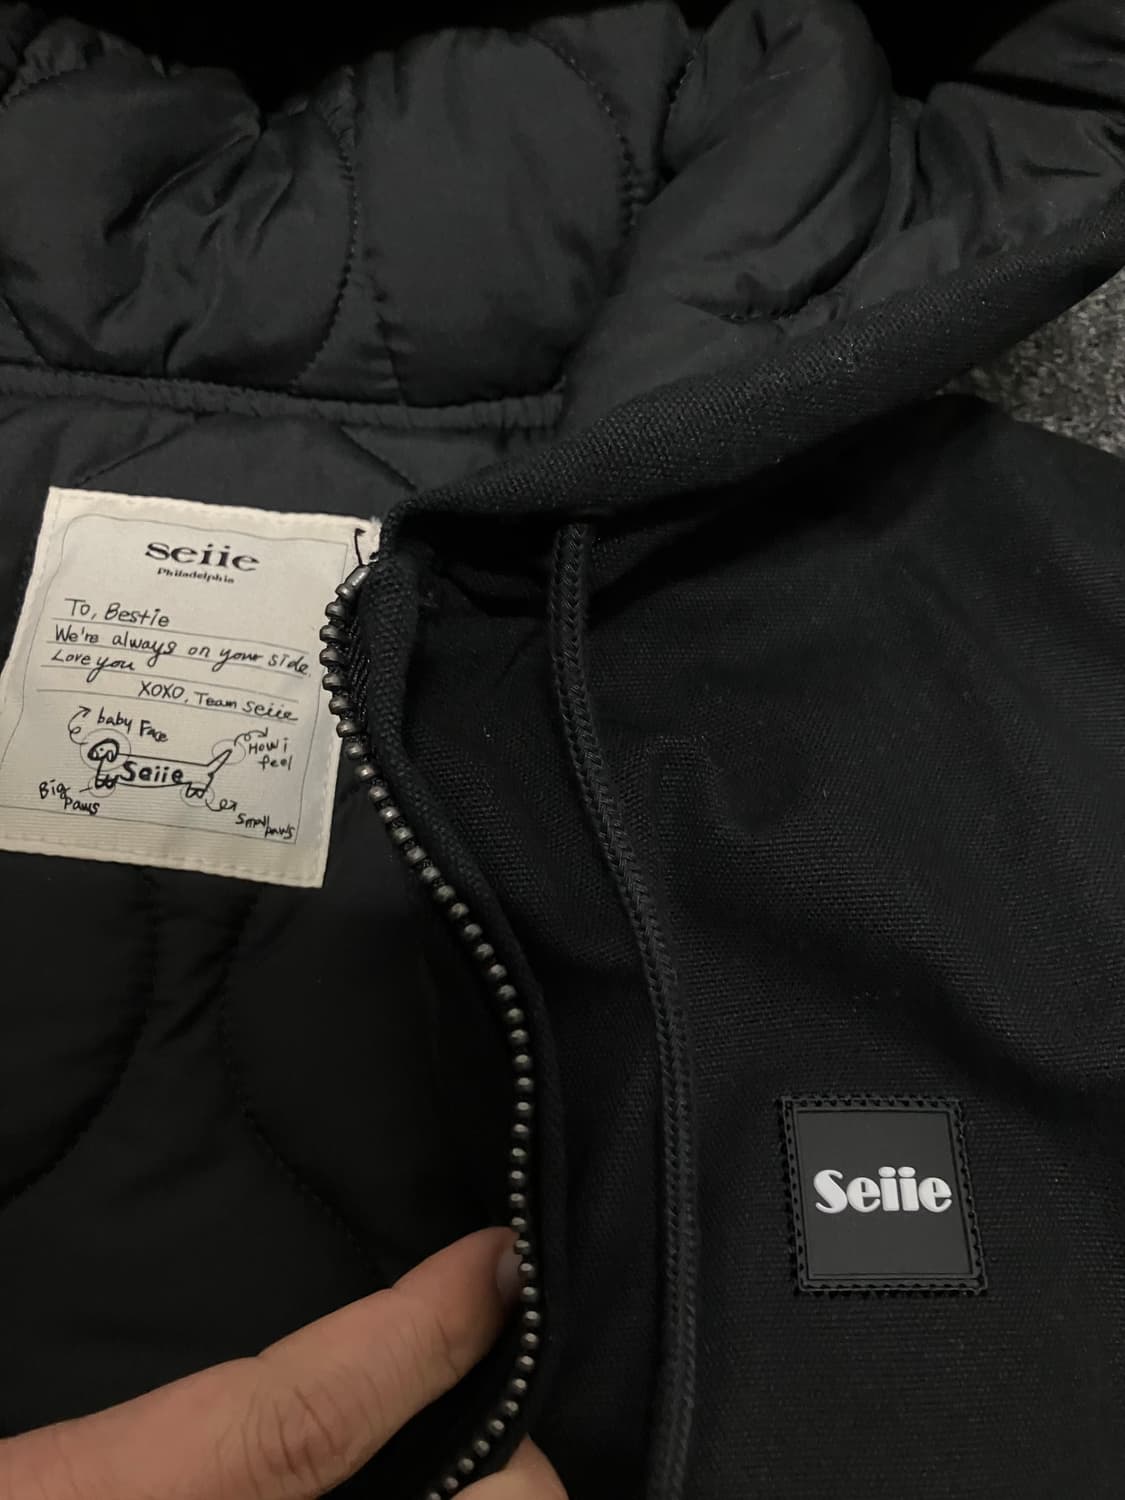 seiie
Philadelphia
To, Bestie
We're always on your side.
Love you
XOXO, Team seiie
baby Face
How i
feel
Seiie
Big
paws
Small paws
Seiie